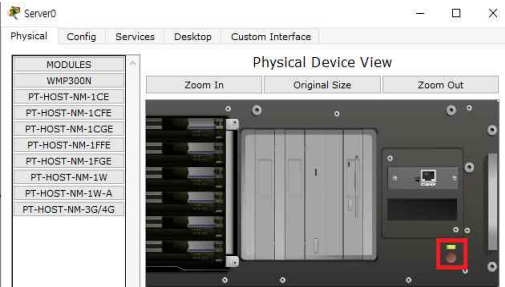 Server0
Physical Config Services Desktop Custom Interface
MODULES
WMP300N
PT-HOST-NM-1CE
PT-HOST-NM-1CFE
PT-HOST-NM-1CGE
PT-HOST-NM-1FFE
PT-HOST-NM-1FGE
PT-HOST-NM-1W
PT-HOST-NM-1W-A
PT-HOST-NM-3G/4G
Physical Device View
Zoom In Original Size Zoom Out